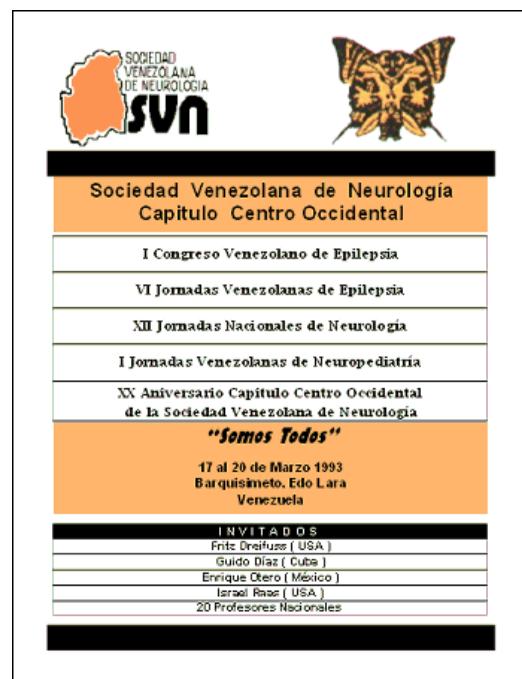 SOCIEDAD
VENEZOLANA
DE NEUROLOGIA
SVN
Sociedad Venezolana de Neurología
Capitulo Centro Occidental
I Congreso Venezolano de Epilepsia
VI Jornadas Venezolanas de Epilepsia
XII Jornadas Nacionales de Neurología
I Jornadas Venezolanas de Neuropediatría
XX Aniversario Capítulo Centro Occidental
de la Sociedad Venezolana de Neurología
"Somos Todos"
17 al 20 de Marzo 1993
Barquisimeto. Edo Lara
Venezuela
INVITADOS
Fritz Dreifuss ( USA )
Guido Díaz ( Cuba )
Enrique Otero ( México )
Israel ( USA )
20 Profesores Nacionales